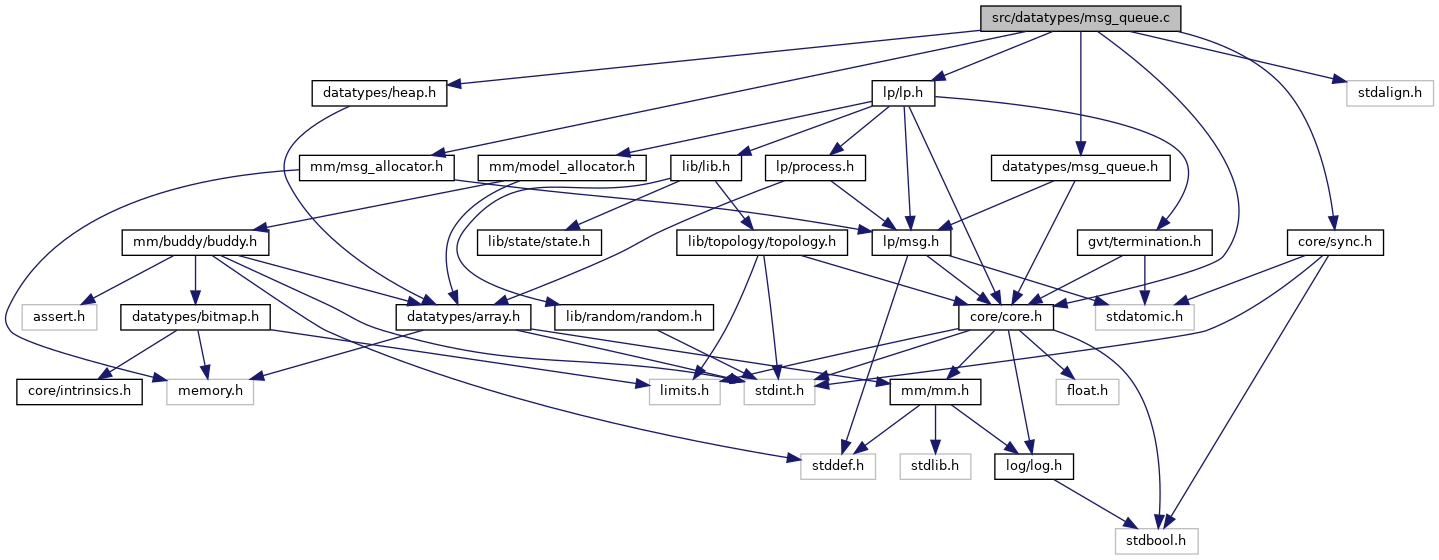 src/datatypes/msg_queue.c
datatypes/heap.h
lp/lp.h
stdalign.h
mm/msg_allocator.h
mm/model_allocator.h
lib/lib.h
lp/process.h
datatypes/msg_queue.h
mm/buddy/buddy.h
lib/state/state.h
lib/topology/topology.h
lp/msg.h
gvt/termination.h
core/sync.h
assert.h
datatypes/bitmap.h
datatypes/array.h
lib/random/random.h
core/core.h
stdatomic.h
core/intrinsics.h
memory.h
limits.h
stdint.h
mm/mm.h
float.h
stddef.h
stdlib.h
log/log.h
stdbool.h